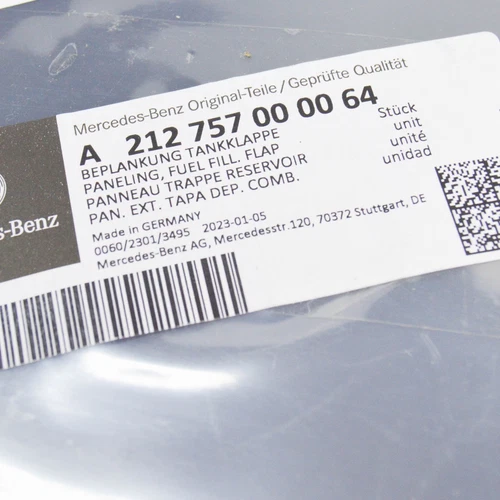 Mercedes-Benz Original-Teile / Geprüfte Qualität
A 212 757 00 00 64
BEPLANKUNG TANKKLAPPE
PANELING, FUEL FILL. FLAP
PANNEAU TRAPPE RESERVOIR
PAN. EXT. TAPA DEP. COMB.
Stück
unit
unité
unidad
Made in GERMANY
0060/2301/3495 2023-01-05
Mercedes-Benz AG, Mercedesstr.120, 70372 Stuttgart, DE
s-Benz